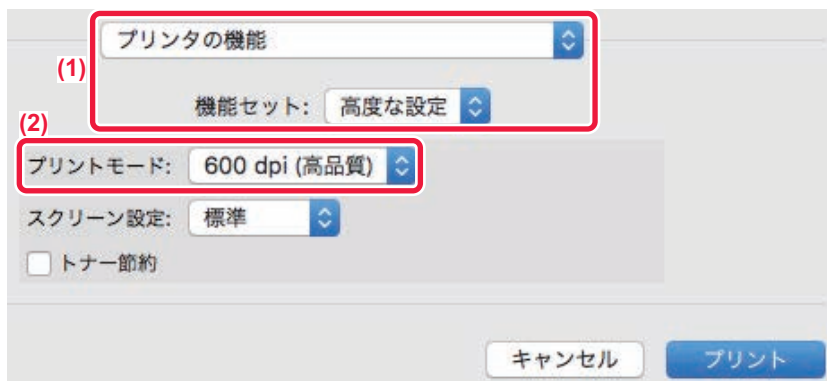 プリンタの機能
(1)
機能セット: 高度な設定
(2)
プリントモード: 600 dpi (高品質)
スクリーン設定: 標準
トナー節約
キャンセル プリント